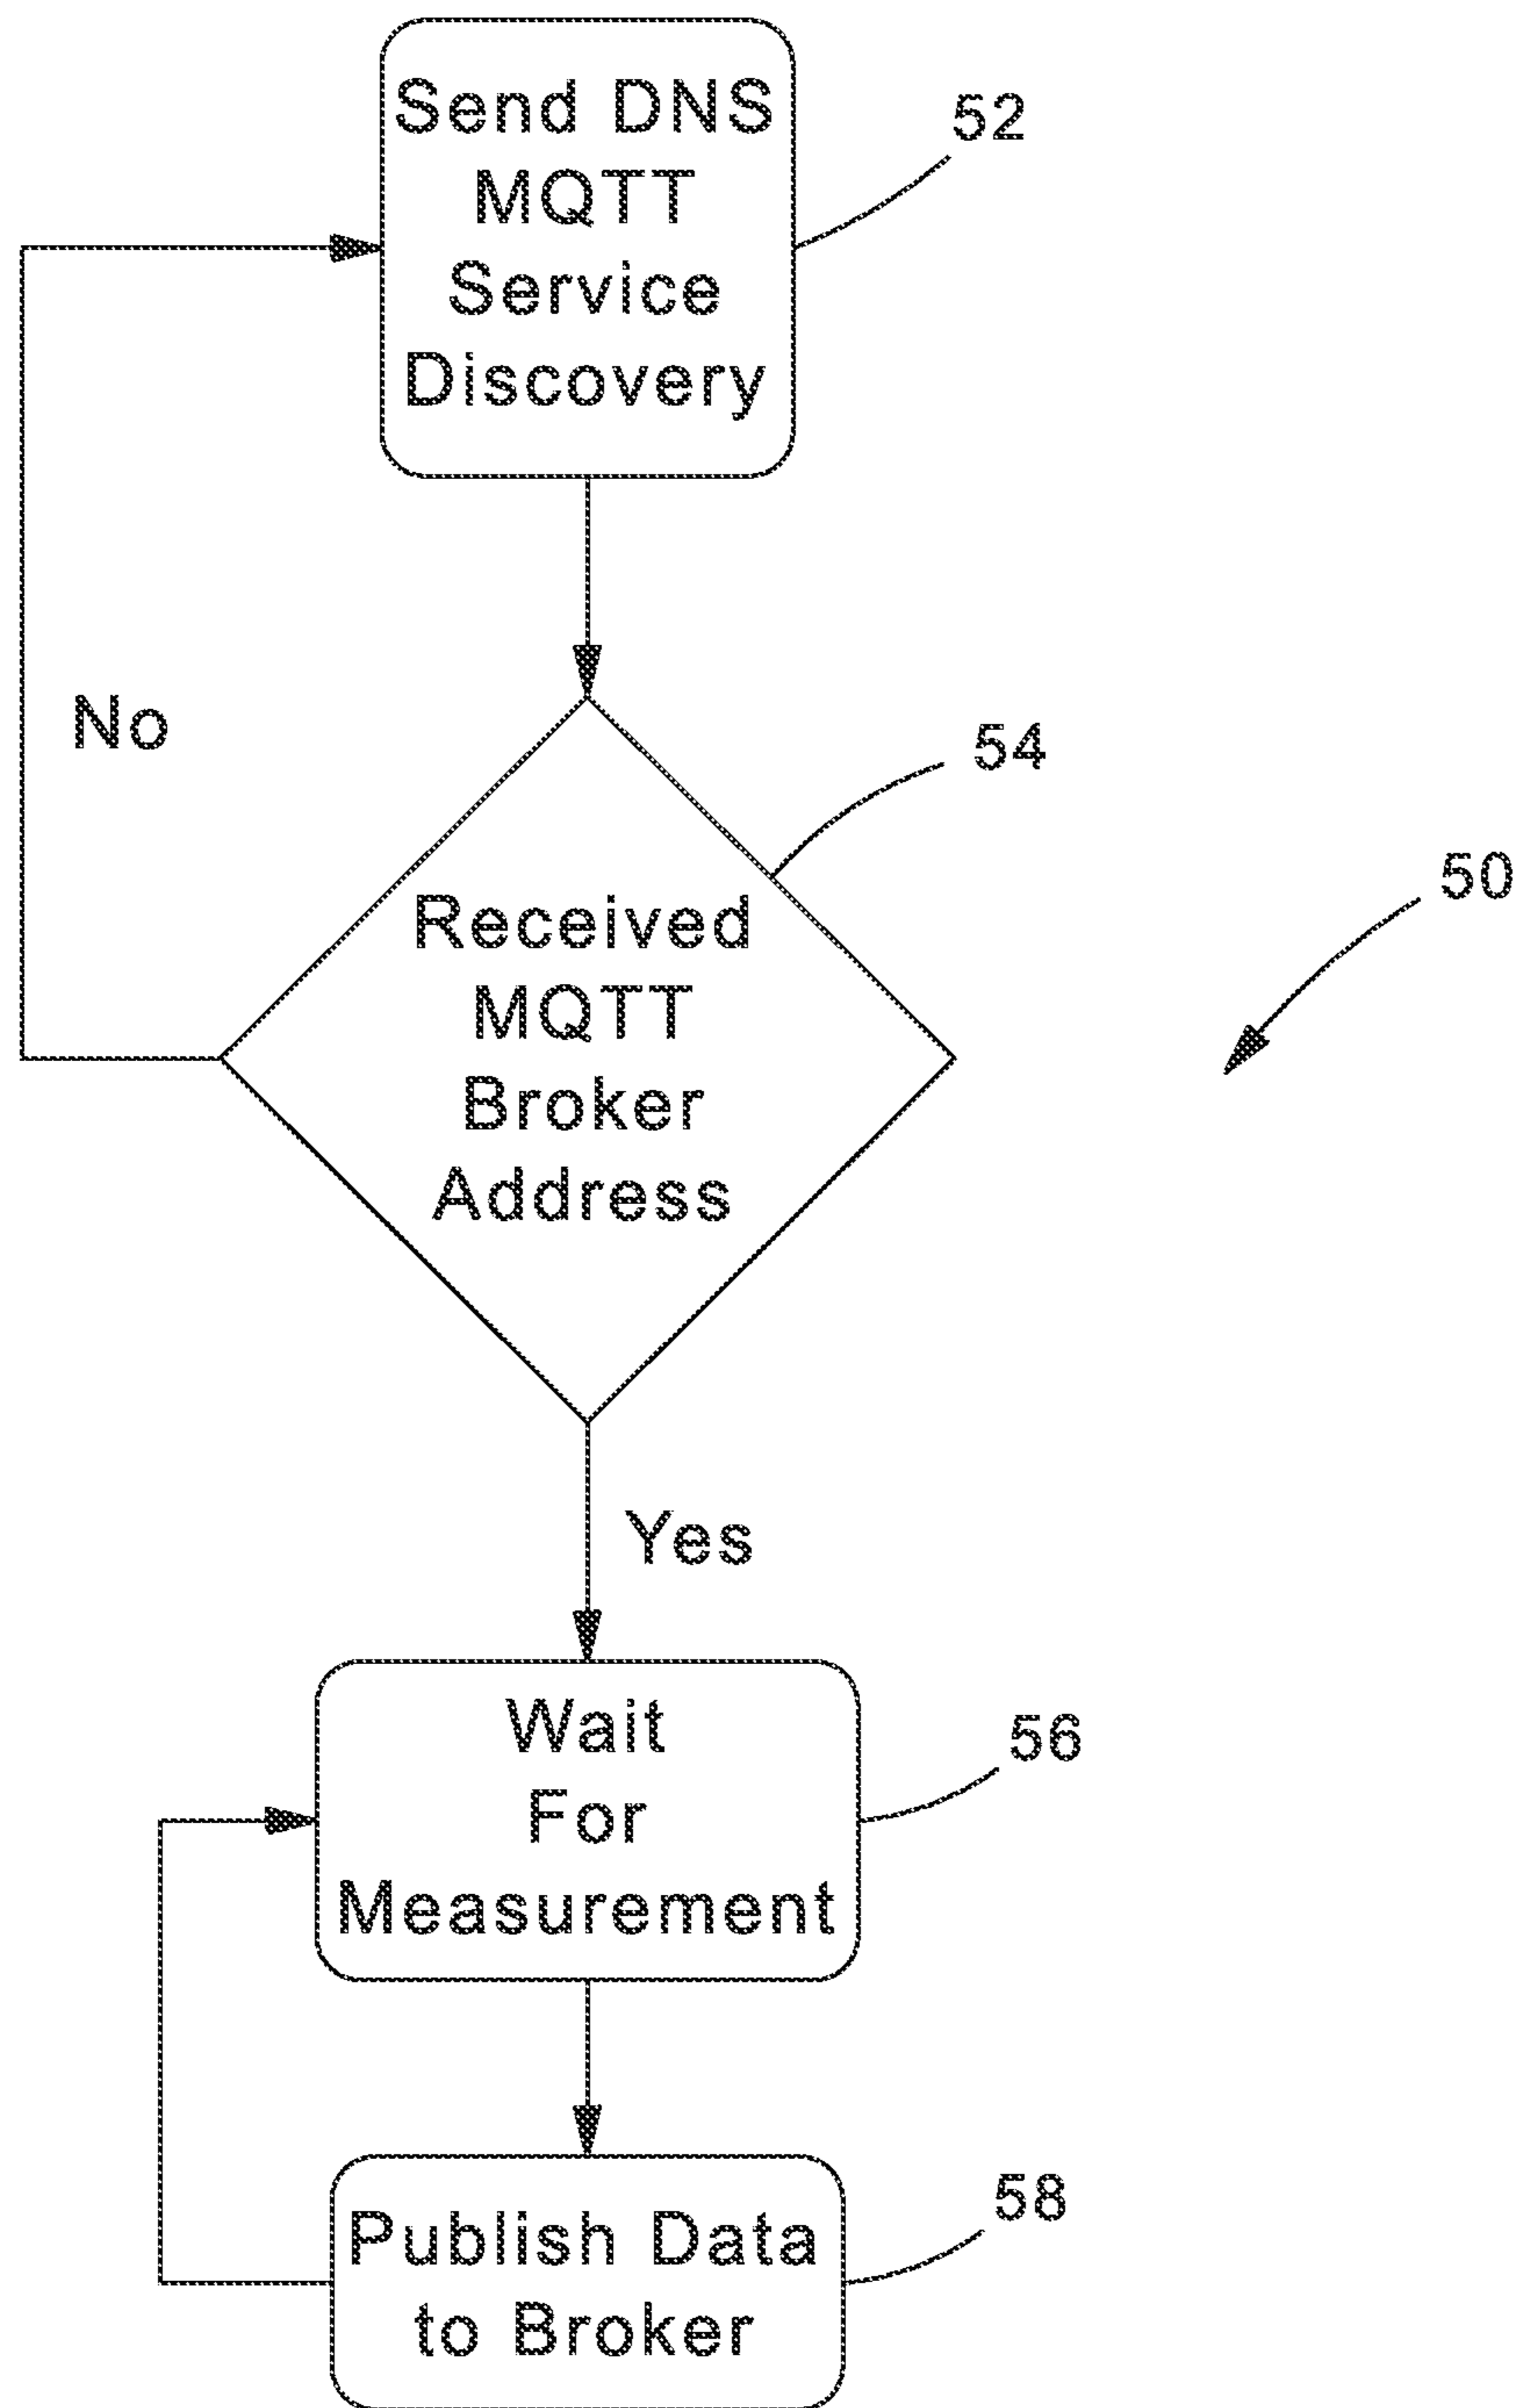 Send DNS
MQTT
Service
Discovery
52
No
54
Received
MQTT
Broker
Address
50
Yes
Wait
For
Measurement
56
Publish Data
to Broker
58